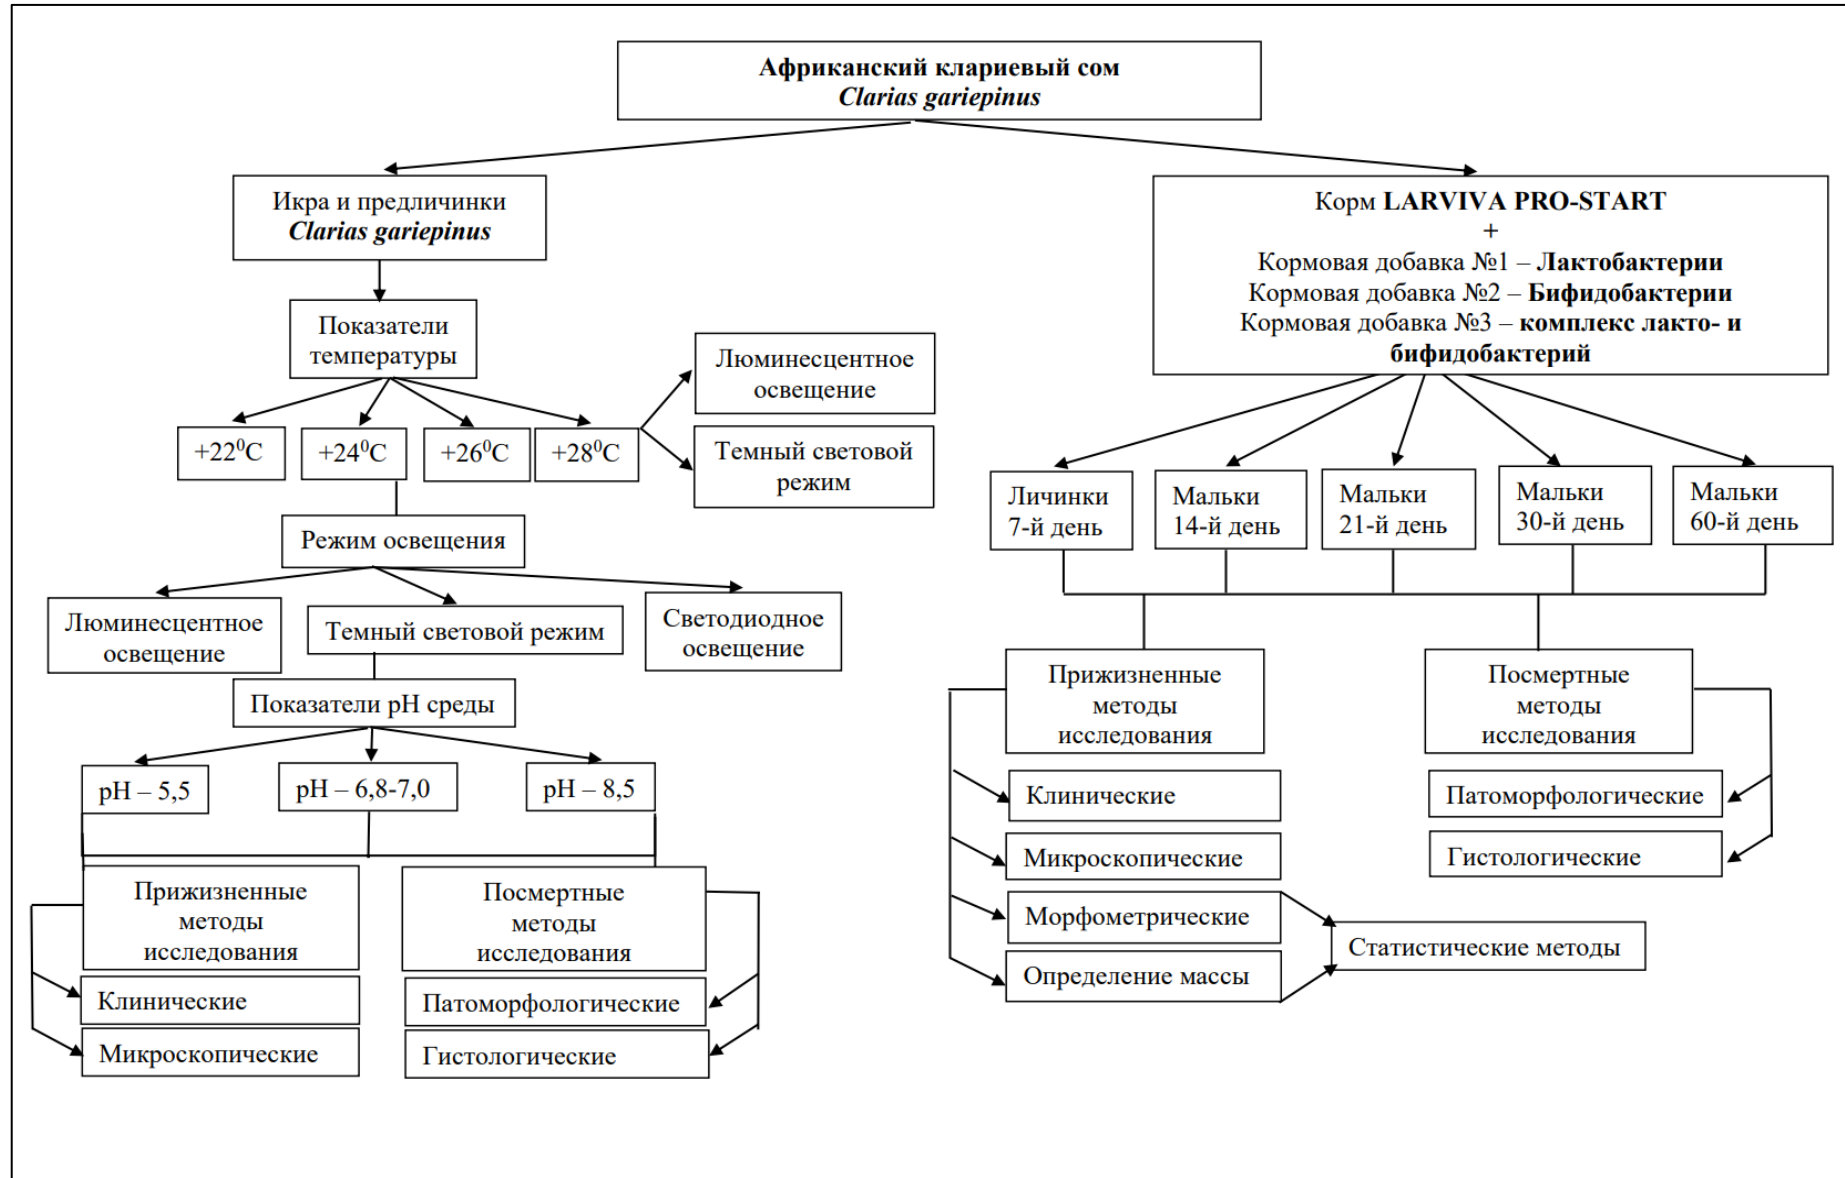 Африканский клариевый сом
Clarias gariepinus
Икра и предличинки
Clarias gariepinus
Показатели
температуры
+22⁰С
+24⁰С
+26⁰С
+28⁰С
Люминесцентное
освещение
Темный световой
режим
Режим освещения
Люминесцентное
освещение
Темный световой режим
Светодиодное
освещение
Показатели рН среды
рН – 5,5
рН – 6,8-7,0
рН – 8,5
Прижизненные
методы
исследования
Клинические
Микроскопические
Посмертные
методы
исследования
Патоморфологические
Гистологические
Корм LARVIVA PRO-START
+
Кормовая добавка №1 – Лактобактерии
Кормовая добавка №2 – Бифидобактерии
Кормовая добавка №3 – комплекс лакто- и
бифидобактерий
Личинки
7-й день
Мальки
14-й день
Мальки
21-й день
Мальки
30-й день
Мальки
60-й день
Прижизненные
методы
исследования
Клинические
Микроскопические
Морфометрические
Определение массы
Статистические методы
Посмертные
методы
исследования
Патоморфологические
Гистологические